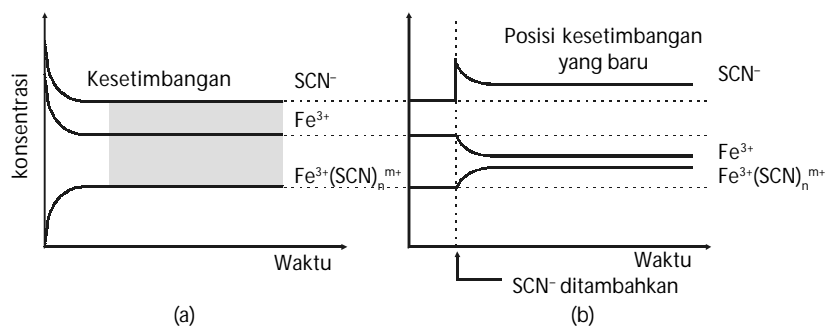 konsentrasi
Kesetimbangan
SCN⁻
Fe³⁺
Fe³⁺(SCN)ₙᵐ⁺
Waktu
(a)
Posisi kesetimbangan
yang baru
SCN⁻
Fe³⁺
Fe³⁺(SCN)ₙᵐ⁺
Waktu
SCN⁻ ditambahkan
(b)